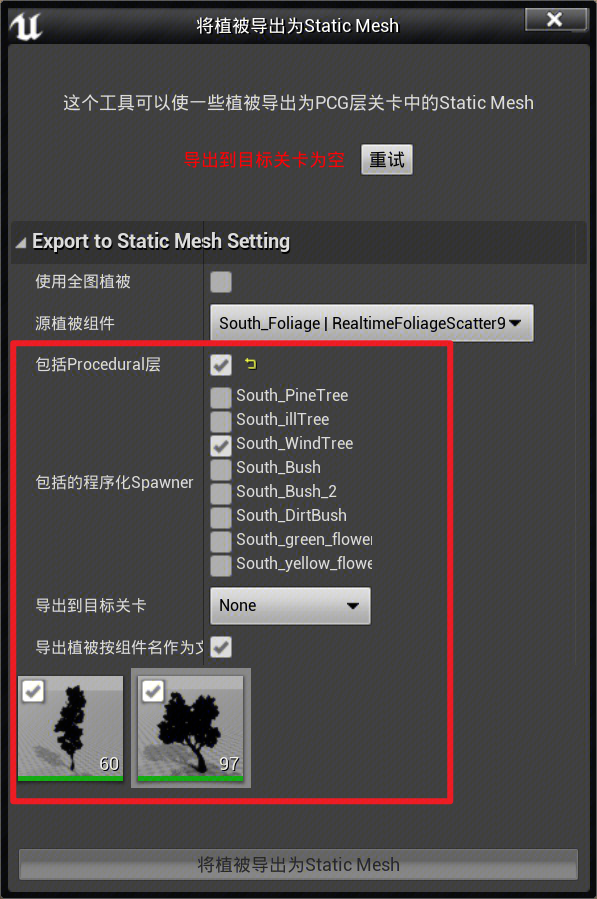 将植被导出为Static Mesh
这个工具可以使一些植被导出为PCG层关卡中的Static Mesh
导出到目标关卡为空 重试
Export to Static Mesh Setting
使用全图植被
源植被组件 South_Foliage | RealtimeFoliageScatter9
包括Procedural层
South_PineTree
South_illTree
South_WindTree
South_Bush
包括的程序化Spawner
South_Bush_2
South_DirtBush
South_green_flower
South_yellow_flowe
导出到目标关卡 None
导出植被按组件名作为文
60 97
将植被导出为Static Mesh